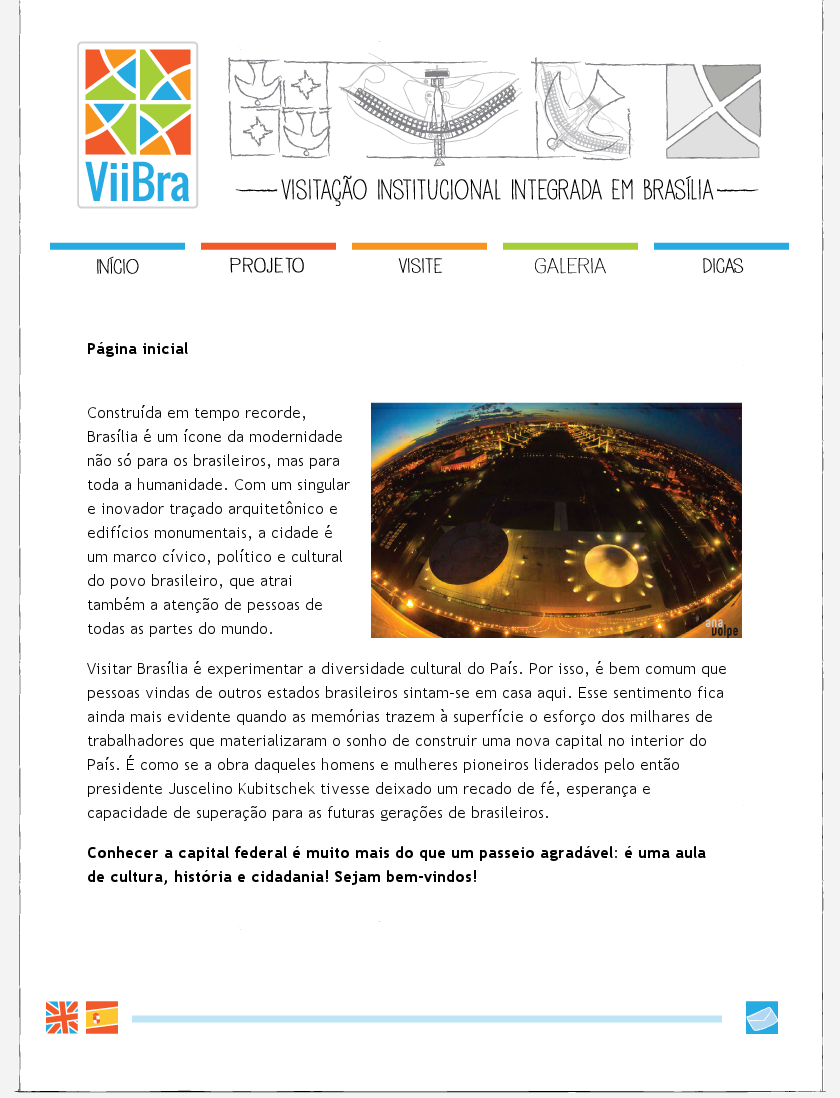 ViiBra
VISITAÇÃO INSTITUCIONAL INTEGRADA EM BRASÍLIA
INÍCIO
PROJETO
VISITE
GALERIA
DICAS
Página inicial
Construída em tempo recorde,
Brasília é um ícone da modernidade
não só para os brasileiros, mas para
toda a humanidade. Com um singular
e inovador traçado arquitetônico e
edifícios monumentais, a cidade é
um marco cívico, político e cultural
do povo brasileiro, que atrai
também a atenção de pessoas de
todas as partes do mundo.
ana
volpe
Visitar Brasília é experimentar a diversidade cultural do País. Por isso, é bem comum que
pessoas vindas de outros estados brasileiros sintam-se em casa aqui. Esse sentimento fica
ainda mais evidente quando as memórias trazem à superfície o esforço dos milhares de
trabalhadores que materializaram o sonho de construir uma nova capital no interior do
País. É como se a obra daqueles homens e mulheres pioneiros liderados pelo então
presidente Juscelino Kubitschek tivesse deixado um recado de fé, esperança e
capacidade de superação para as futuras gerações de brasileiros.
Conhecer a capital federal é muito mais do que um passeio agradável: é uma aula
de cultura, história e cidadania! Sejam bem-vindos!